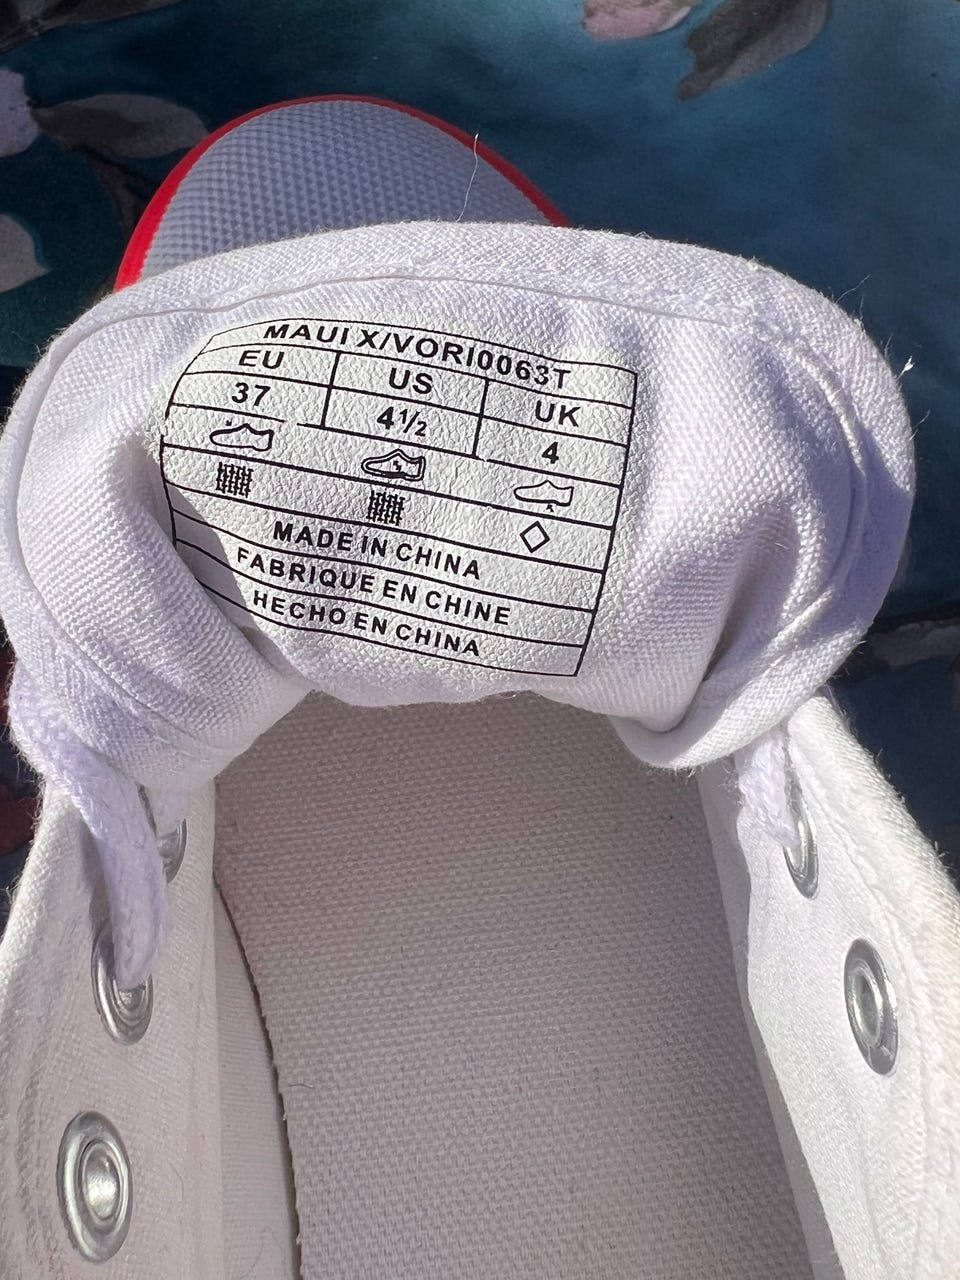 MAUI X/VORI0063T
EU US UK
37 4½ 4
MADE IN CHINA
FABRIQUE EN CHINE
HECHO EN CHINA